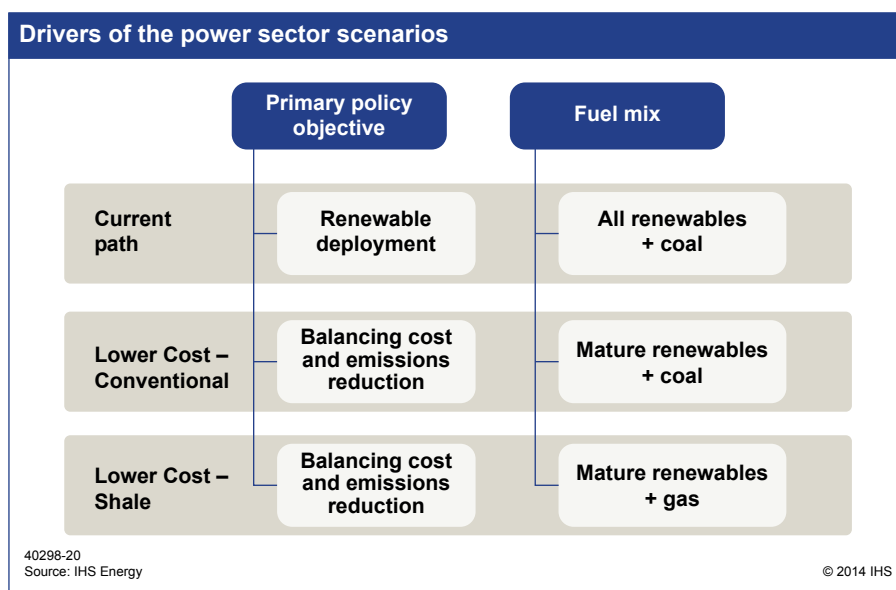 Drivers of the power sector scenarios
Primary policy
objective
Fuel mix
Current
path
Renewable
deployment
All renewables
+ coal
Lower Cost –
Conventional
Balancing cost
and emissions
reduction
Mature renewables
+ coal
Lower Cost –
Shale
Balancing cost
and emissions
reduction
Mature renewables
+ gas
40298-20
Source: IHS Energy
© 2014 IHS